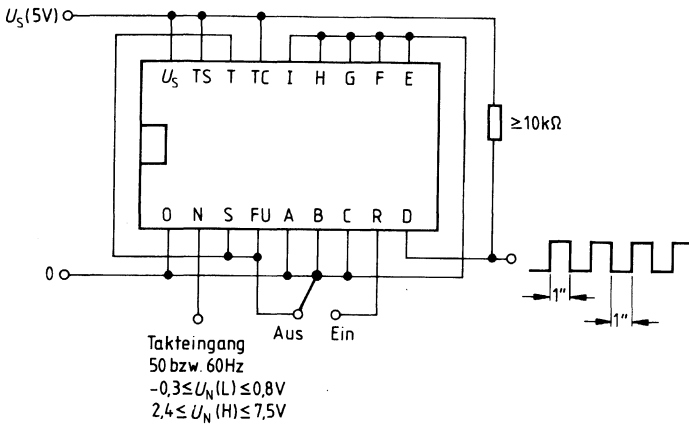 U_S (5V)
U_S TS T TC I H G F E
≥10kΩ
O N S FU A B C R D
0
Aus Ein
1" 1"
Takteingang
50 bzw. 60Hz
-0,3≤U_N(L)≤0,8V
2,4≤U_N(H)≤7,5V